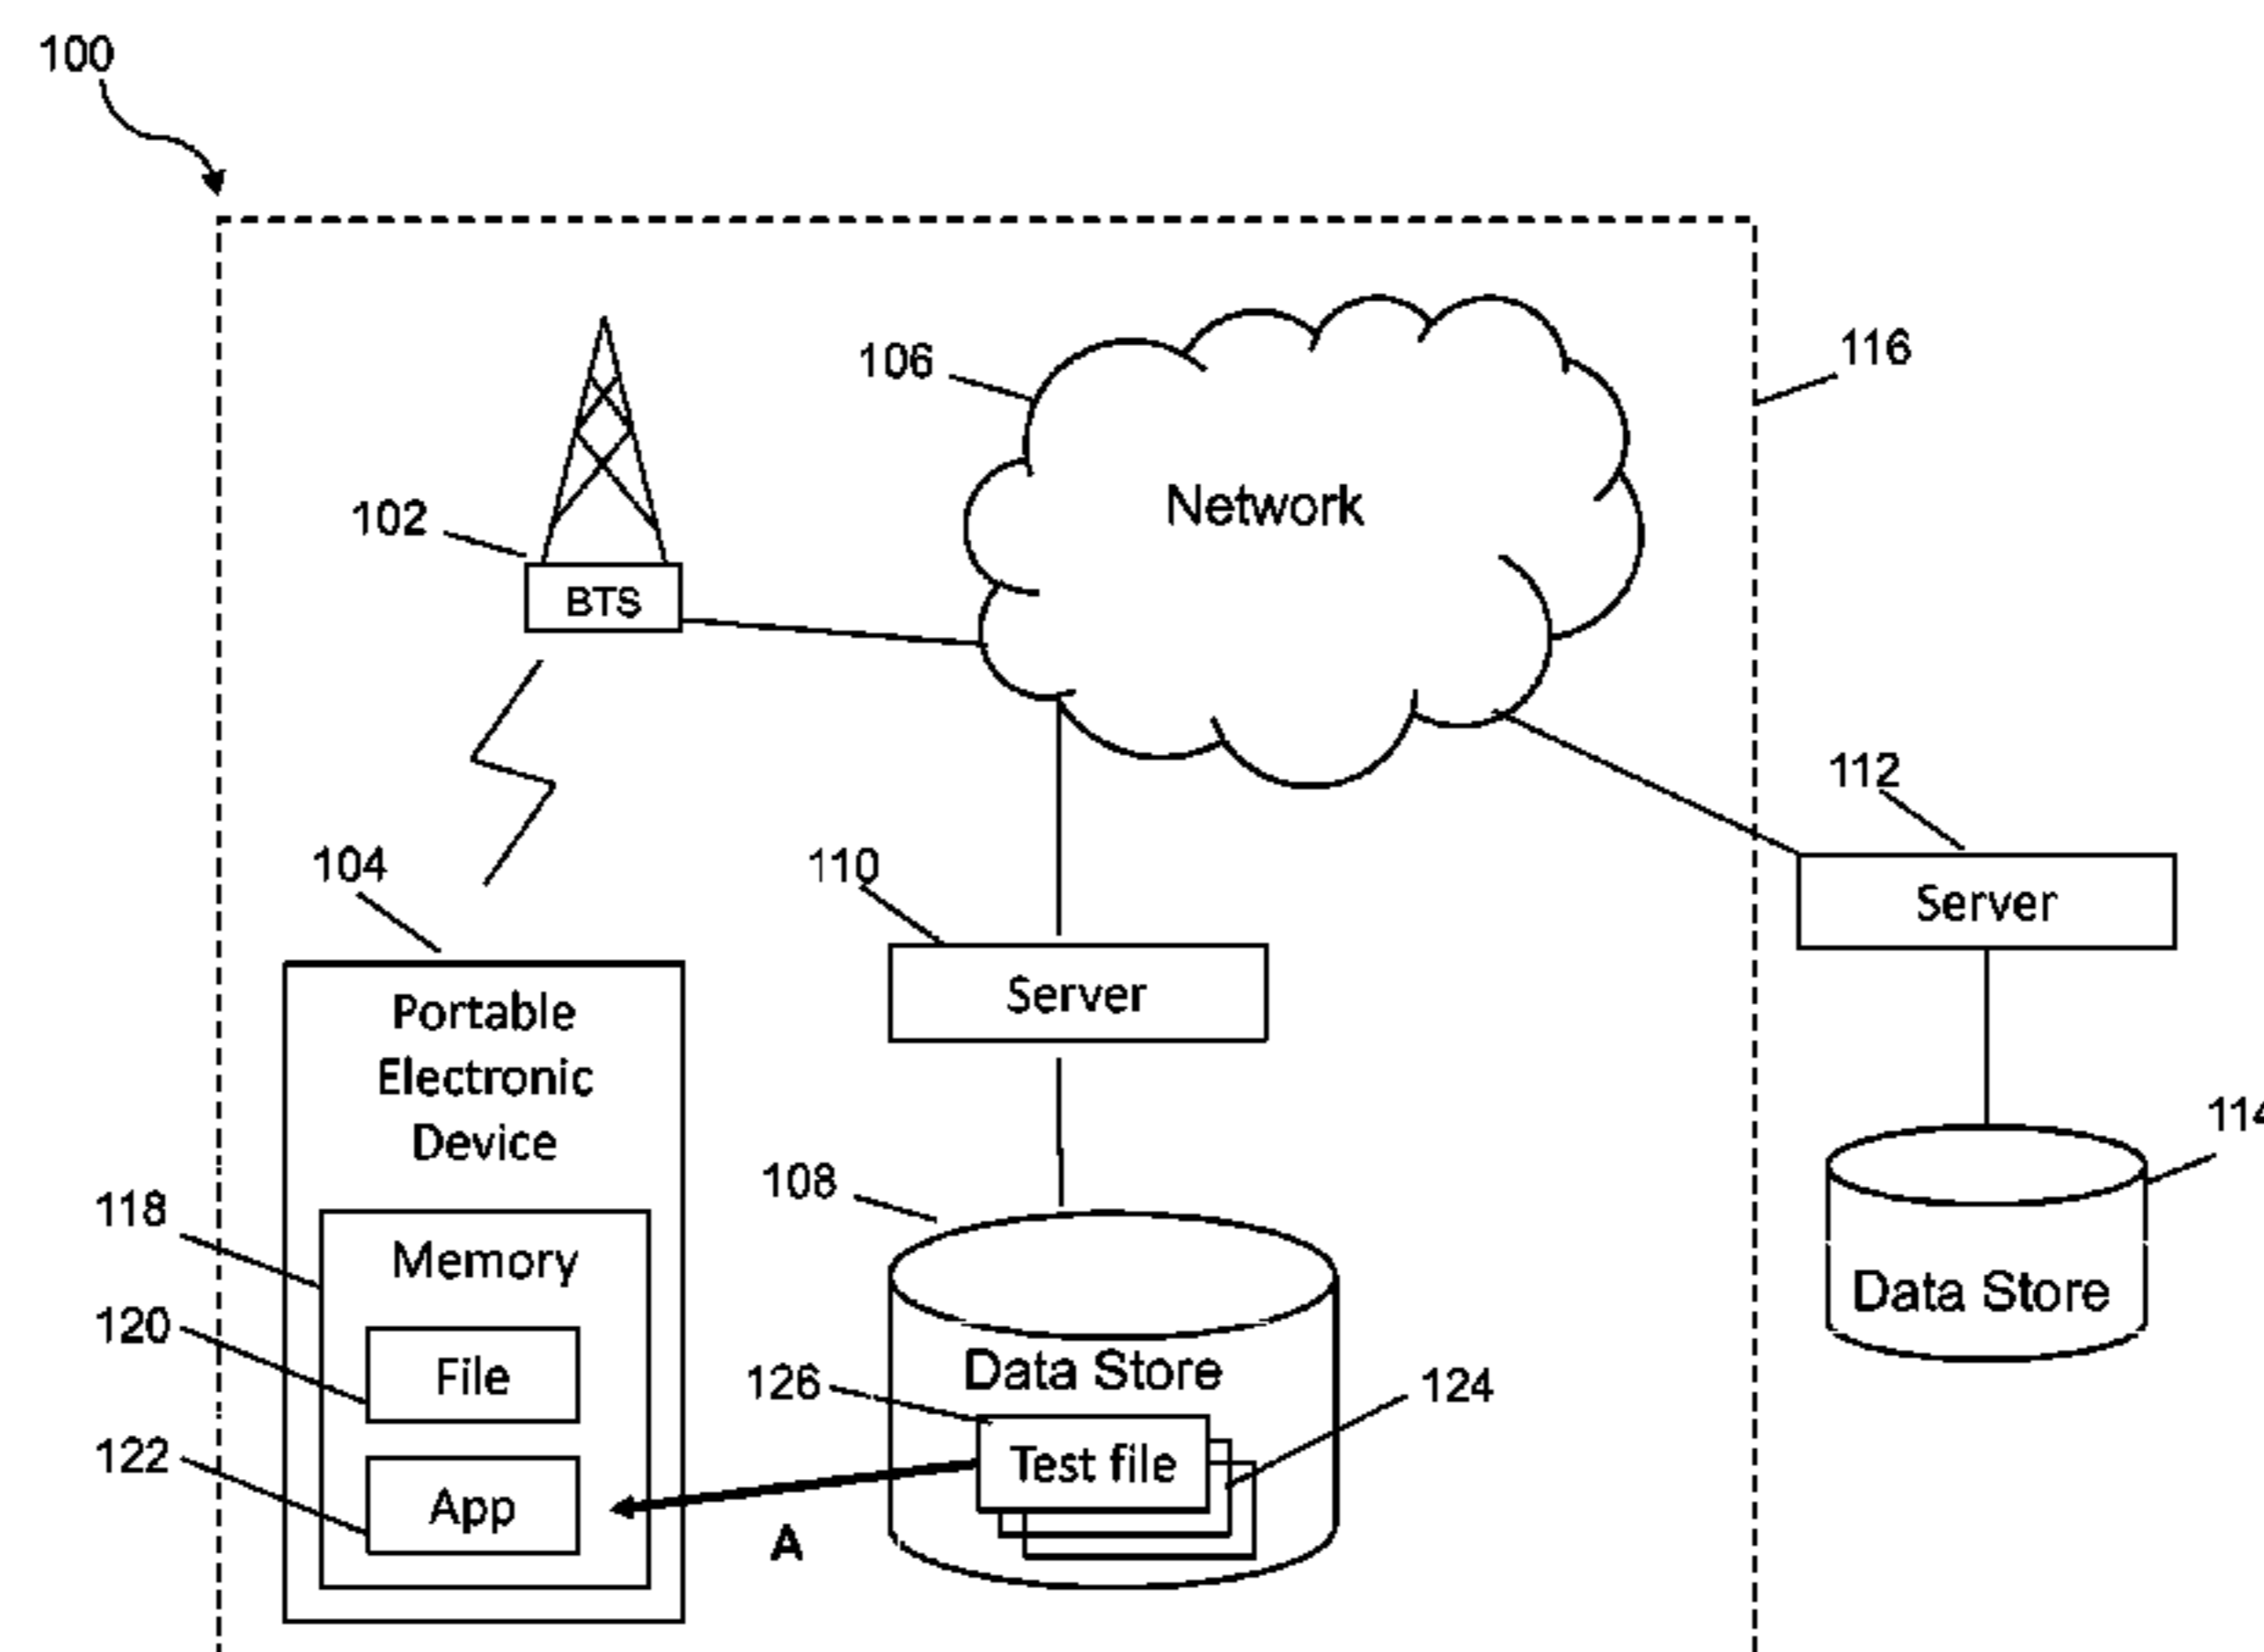 100
106
116
102
Network
BTS
112
104
110
Server
Portable
Electronic
Device
Server
108
114
118
Memory
Data Store
120
File
Data Store
126
124
122
App
Test file
A